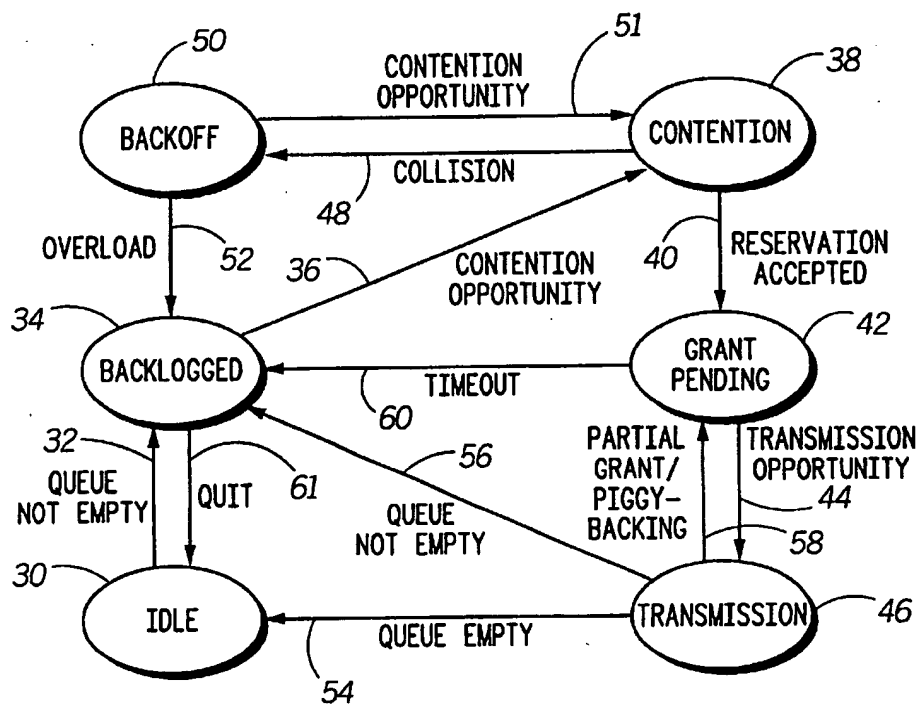 50
51
38
CONTENTION
OPPORTUNITY
BACKOFF
CONTENTION
COLLISION
48
OVERLOAD
52
40
RESERVATION
ACCEPTED
36
CONTENTION
OPPORTUNITY
34
42
BACKLOGGED
GRANT
PENDING
TIMEOUT
60
32
QUEUE
NOT EMPTY
QUIT
61
56
QUEUE
NOT EMPTY
PARTIAL
GRANT/
PIGGY-
BACKING
TRANSMISSION
OPPORTUNITY
44
58
30
IDLE
TRANSMISSION
46
QUEUE EMPTY
54